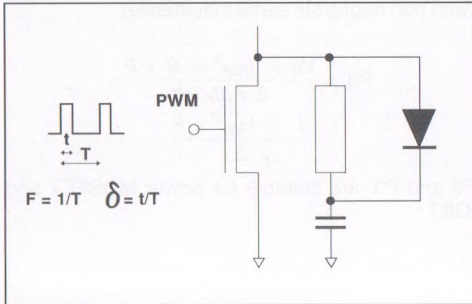 PWM
t
T
F = 1/T δ = t/T